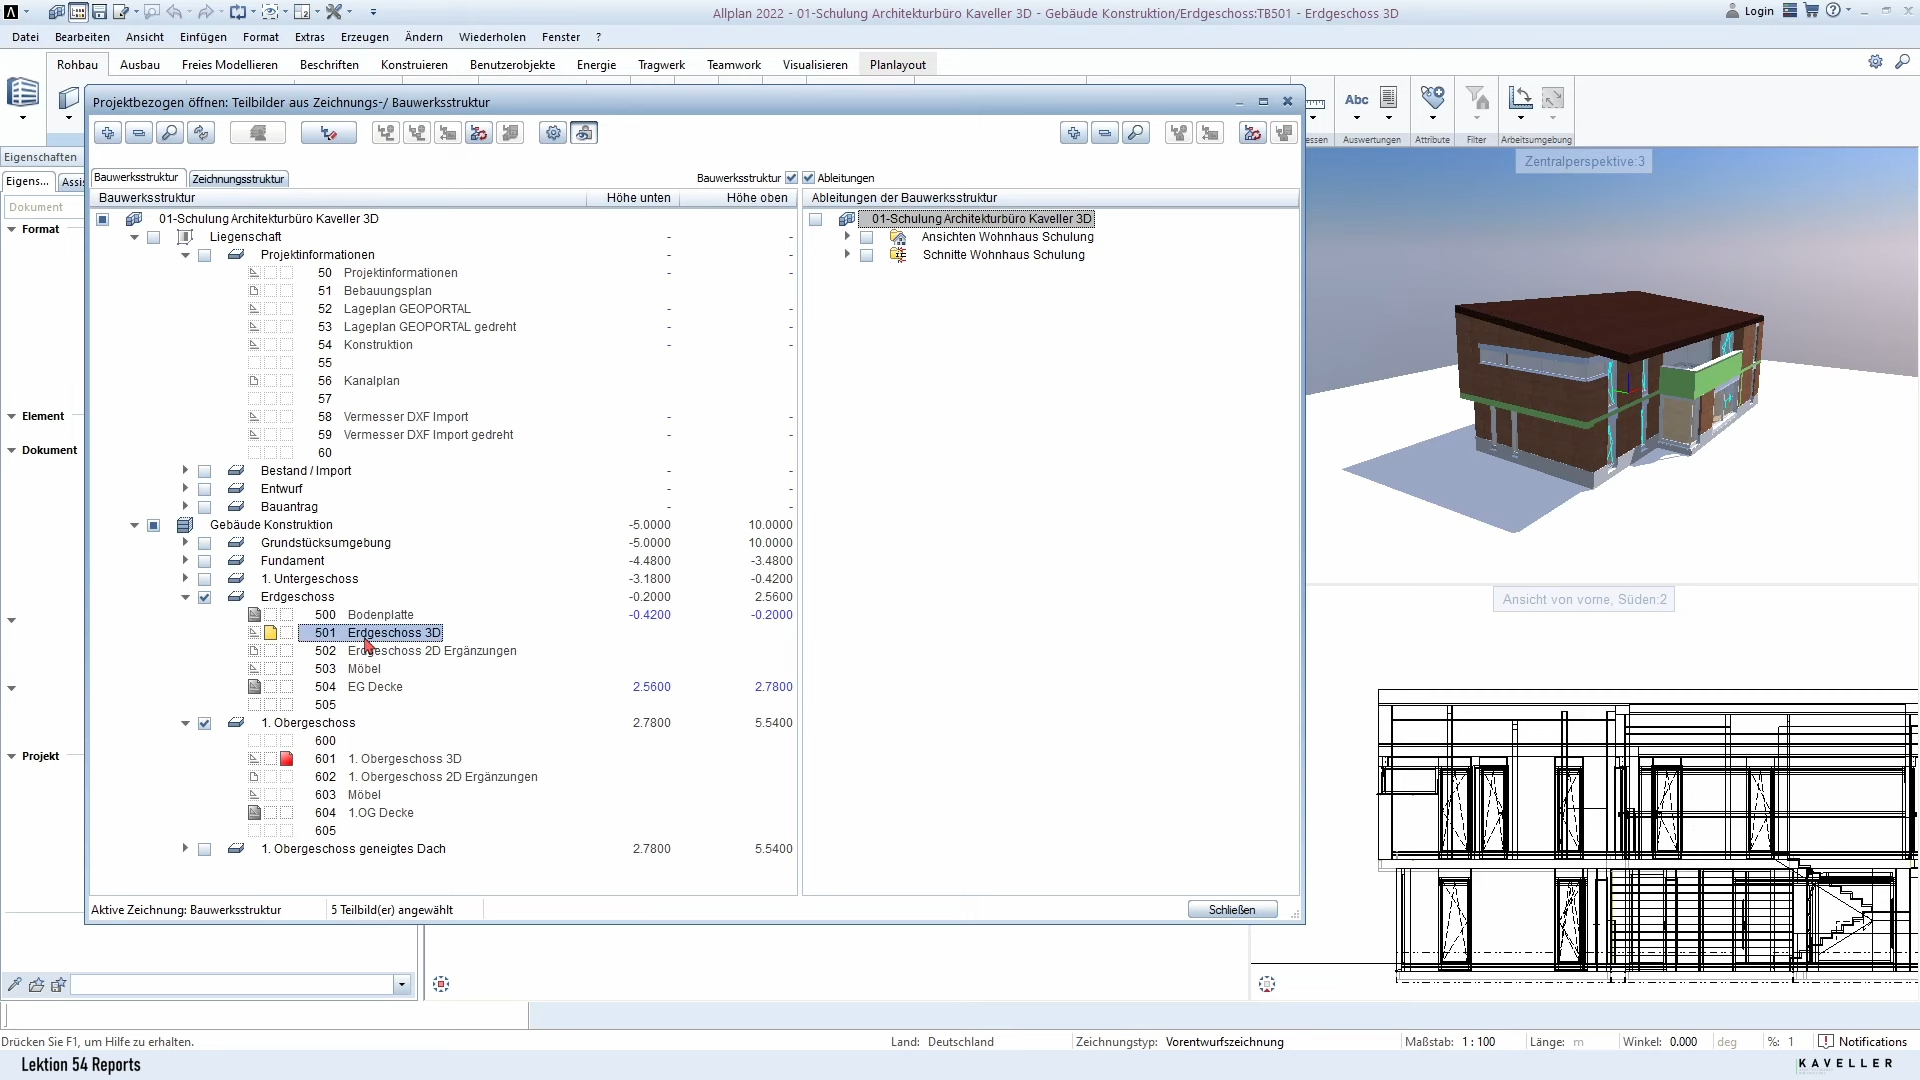 Allplan 2022 - 01-Schulung Architekturbüro Kaveller 3D - Gebäude Konstruktion/Erdgeschoss:TB501 - Erdgeschoss 3D
Login
Datei Bearbeiten Ansicht Einfügen Format Extras Erzeugen Ändern Wiederholen Fenster ?
Rohbau Ausbau Freies Modellieren Beschriften Konstruieren Benutzerobjekte Energie Tragwerk Teamwork Visualisieren Planlayout
Projektbezogen öffnen: Teilbilder aus Zeichnungs-/ Bauwerksstruktur
Abc
essen Auswertungen Attribute Filter Arbeitsumgebung
Eigenschaften
Eigens... Assi
Dokument
Format
Element
Dokument
Projekt
Bauwerksstruktur Zeichnungsstruktur Bauwerksstruktur Ableitungen
Bauwerksstruktur Höhe unten Höhe oben
01-Schulung Architekturbüro Kaveller 3D
Liegenschaft - -
Projektinformationen - -
50 Projektinformationen - -
51 Bebauungsplan
52 Lageplan GEOPORTAL - -
53 Lageplan GEOPORTAL gedreht - -
54 Konstruktion - -
55
56 Kanalplan
57
58 Vermesser DXF Import - -
59 Vermesser DXF Import gedreht - -
60
Bestand / Import - -
Entwurf - -
Bauantrag - -
Gebäude Konstruktion -5.0000 10.0000
Grundstücksumgebung -5.0000 10.0000
Fundament -4.4800 -3.4800
1. Untergeschoss -3.1800 -0.4200
Erdgeschoss -0.2000 2.5600
500 Bodenplatte -0.4200 -0.2000
501 Erdgeschoss 3D
502 Erdgeschoss 2D Ergänzungen
503 Möbel
504 EG Decke 2.5600 2.7800
505
1. Obergeschoss 2.7800 5.5400
600
601 1. Obergeschoss 3D
602 1. Obergeschoss 2D Ergänzungen
603 Möbel
604 1.OG Decke
605
1. Obergeschoss geneigtes Dach 2.7800 5.5400
Ableitungen der Bauwerksstruktur
01-Schulung Architekturbüro Kaveller 3D
Ansichten Wohnhaus Schulung
Schnitte Wohnhaus Schulung
Aktive Zeichnung: Bauwerksstruktur 5 Teilbild(er) angewählt Schließen
Zentralperspektive:3
Ansicht von vorne, Süden:2
Drücken Sie F1, um Hilfe zu erhalten. Land: Deutschland Zeichnungstyp: Vorentwurfszeichnung Maßstab: 1 : 100 Länge: m Winkel: 0.000 deg %: 1 Notifications
Lektion 54 Reports
KAVELLER